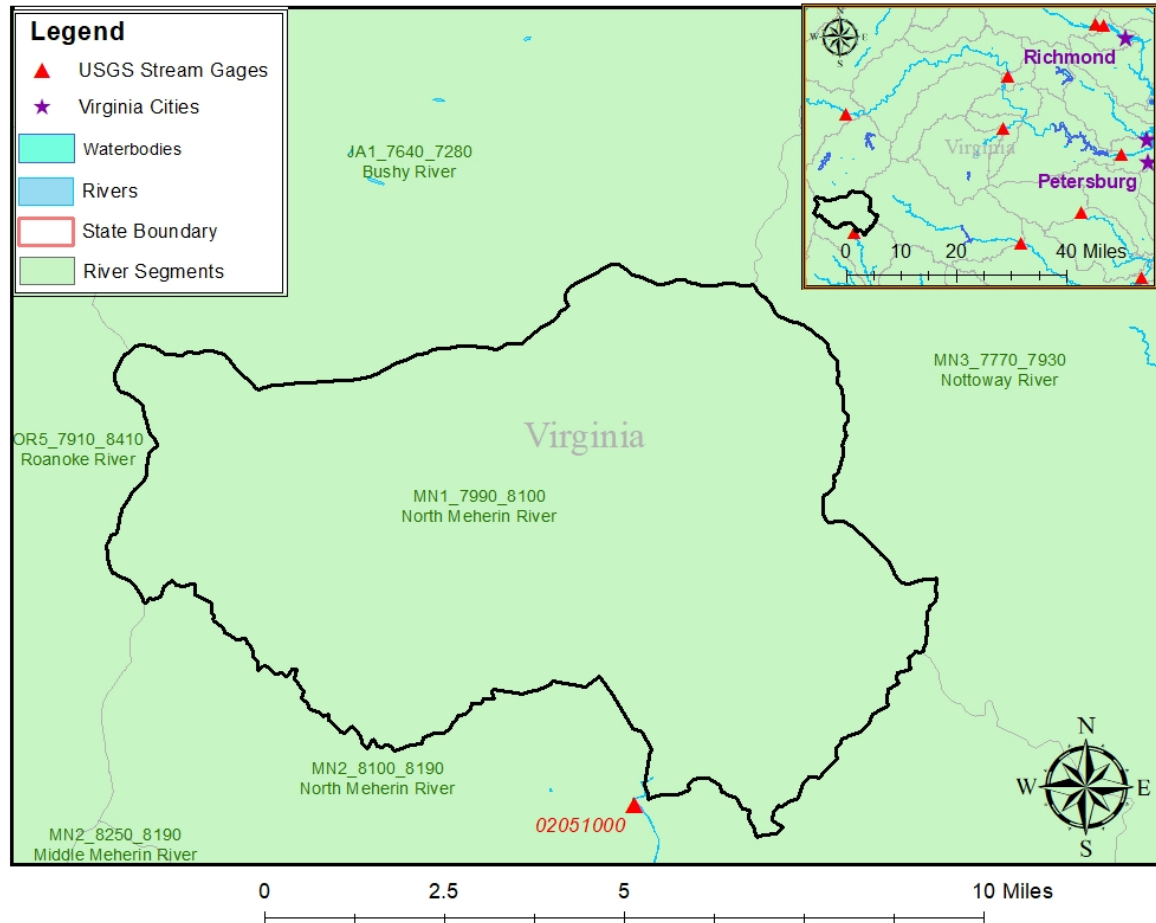 Legend
USGS Stream Gages
Virginia Cities
Waterbodies
Rivers
State Boundary
River Segments
N
W
E
S
Richmond
Virginia
Petersburg
0 10 20 40 Miles
JA1_7640_7280
Bushy River
MN3_7770_7930
Nottoway River
Virginia
OR5_7910_8410
Roanoke River
MN1_7990_8100
North Meherin River
MN2_8100_8190
North Meherin River
02051000
MN2_8250_8190
Middle Meherin River
N
W
E
S
0 2.5 5 10 Miles